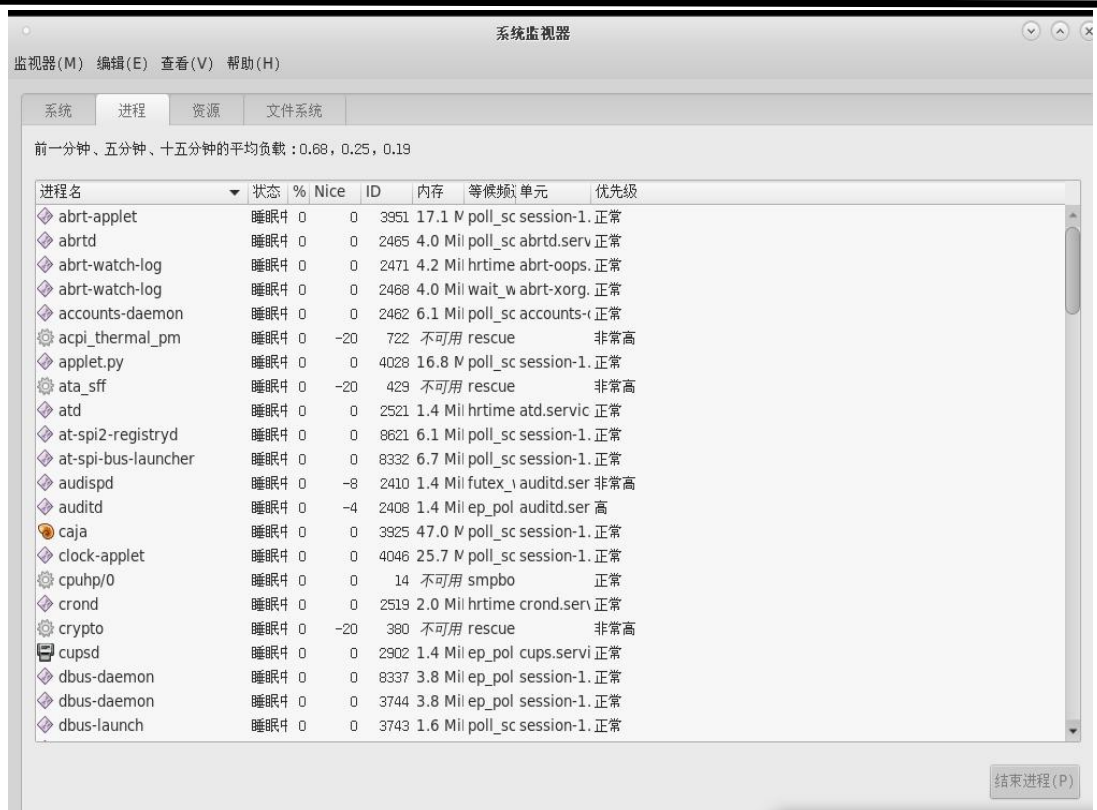 系统监视器
监视器(M) 编辑(E) 查看(V) 帮助(H)
系统 进程 资源 文件系统
前一分钟、五分钟、十五分钟的平均负载：0.68，0.25，0.19
进程名 状态 % Nice ID 内存 等候频 单元 优先级
abrt-applet 睡眠中 0 0 3951 17.1 M poll_sc session-1. 正常
abrtd 睡眠中 0 0 2465 4.0 Mil poll_sc abrtd.serv 正常
abrt-watch-log 睡眠中 0 0 2471 4.2 Mil hrtime abrt-oops. 正常
abrt-watch-log 睡眠中 0 0 2468 4.0 Mil wait_w abrt-xorg. 正常
accounts-daemon 睡眠中 0 0 2462 6.1 Mil poll_sc accounts- 正常
acpi_thermal_pm 睡眠中 0 -20 722 不可用 rescue 非常高
applet.py 睡眠中 0 0 4028 16.8 M poll_sc session-1. 正常
ata_sff 睡眠中 0 -20 429 不可用 rescue 非常高
atd 睡眠中 0 0 2521 1.4 Mil hrtime atd.servic 正常
at-spi2-registryd 睡眠中 0 0 8621 6.1 Mil poll_sc session-1. 正常
at-spi-bus-launcher 睡眠中 0 0 8332 6.7 Mil poll_sc session-1. 正常
audispd 睡眠中 0 -8 2410 1.4 Mil futex_ auditd.ser 非常高
auditd 睡眠中 0 -4 2408 1.4 Mil ep_pol auditd.ser 高
caja 睡眠中 0 0 3925 47.0 M poll_sc session-1. 正常
clock-applet 睡眠中 0 0 4046 25.7 M poll_sc session-1. 正常
cpuhp/0 睡眠中 0 0 14 不可用 smpbo 正常
crond 睡眠中 0 0 2519 2.0 Mil hrtime crond.serv 正常
crypto 睡眠中 0 -20 380 不可用 rescue 非常高
cupsd 睡眠中 0 0 2902 1.4 Mil ep_pol cups.servi 正常
dbus-daemon 睡眠中 0 0 8337 3.8 Mil ep_pol session-1. 正常
dbus-daemon 睡眠中 0 0 3744 3.8 Mil ep_pol session-1. 正常
dbus-launch 睡眠中 0 0 3743 1.6 Mil poll_sc session-1. 正常
结束进程(P)